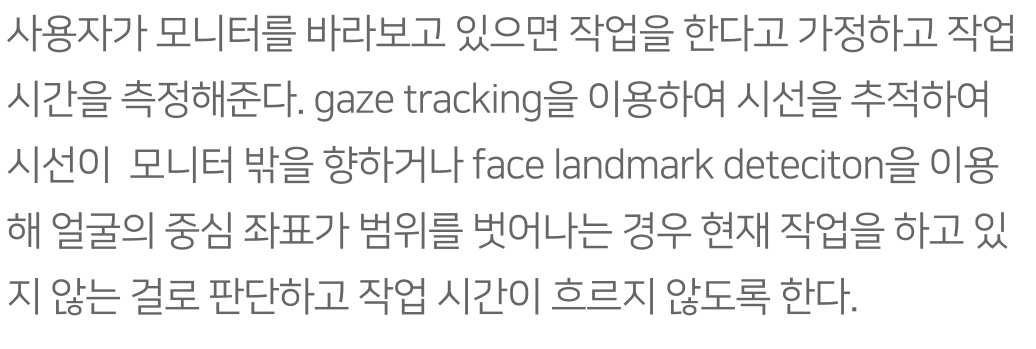 사용자가 모니터를 바라보고 있으면 작업을 한다고 가정하고 작업
시간을 측정해준다. gaze tracking을 이용하여 시선을 추적하여
시선이  모니터 밖을 향하거나 face landmark deteciton을 이용
해 얼굴의 중심 좌표가 범위를 벗어나는 경우 현재 작업을 하고 있
지 않는 걸로 판단하고 작업 시간이 흐르지 않도록 한다.